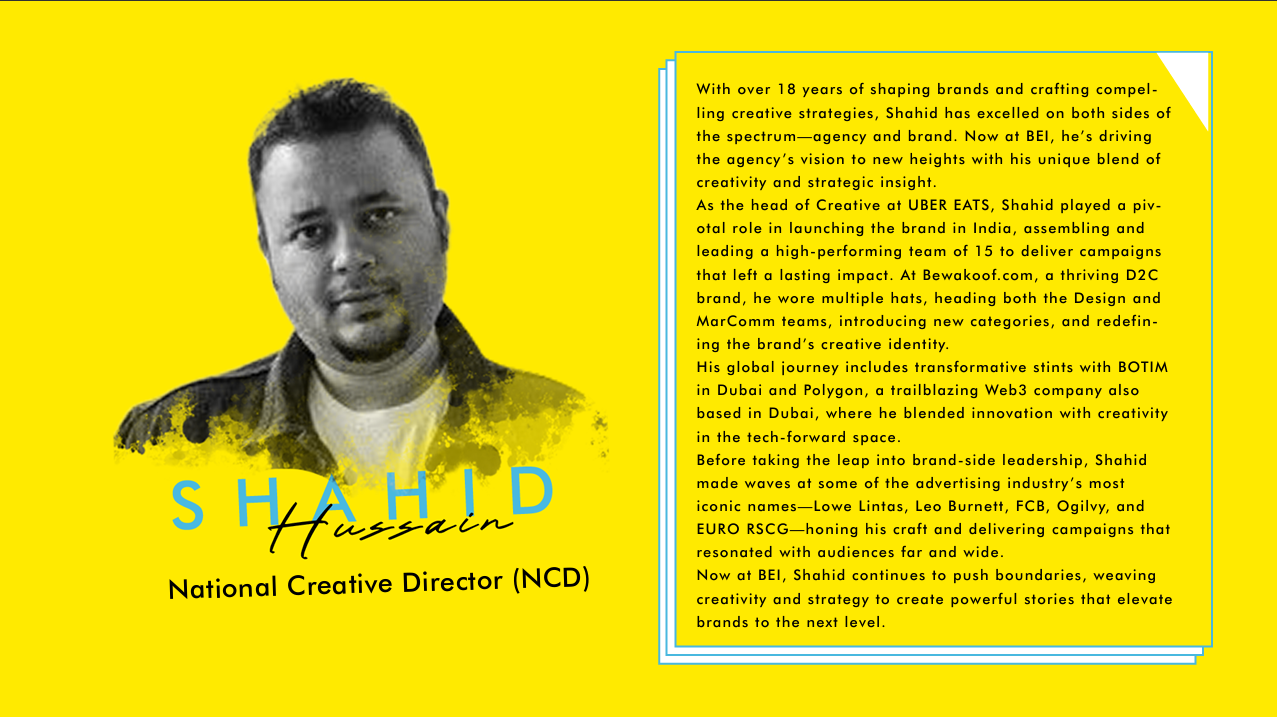 SHAHID
Hussain
National Creative Director (NCD)
With over 18 years of shaping brands and crafting compel-
ling creative strategies, Shahid has excelled on both sides of
the spectrum—agency and brand. Now at BEI, he's driving
the agency's vision to new heights with his unique blend of
creativity and strategic insight.
As the head of Creative at UBER EATS, Shahid played a piv-
otal role in launching the brand in India, assembling and
leading a high-performing team of 15 to deliver campaigns
that left a lasting impact. At Bewakoof.com, a thriving D2C
brand, he wore multiple hats, heading both the Design and
MarComm teams, introducing new categories, and redefin-
ing the brand's creative identity.
His global journey includes transformative stints with BOTIM
in Dubai and Polygon, a trailblazing Web3 company also
based in Dubai, where he blended innovation with creativity
in the tech-forward space.
Before taking the leap into brand-side leadership, Shahid
made waves at some of the advertising industry's most
iconic names—Lowe Lintas, Leo Burnett, FCB, Ogilvy, and
EURO RSCG—honing his craft and delivering campaigns that
resonated with audiences far and wide.
Now at BEI, Shahid continues to push boundaries, weaving
creativity and strategy to create powerful stories that elevate
brands to the next level.